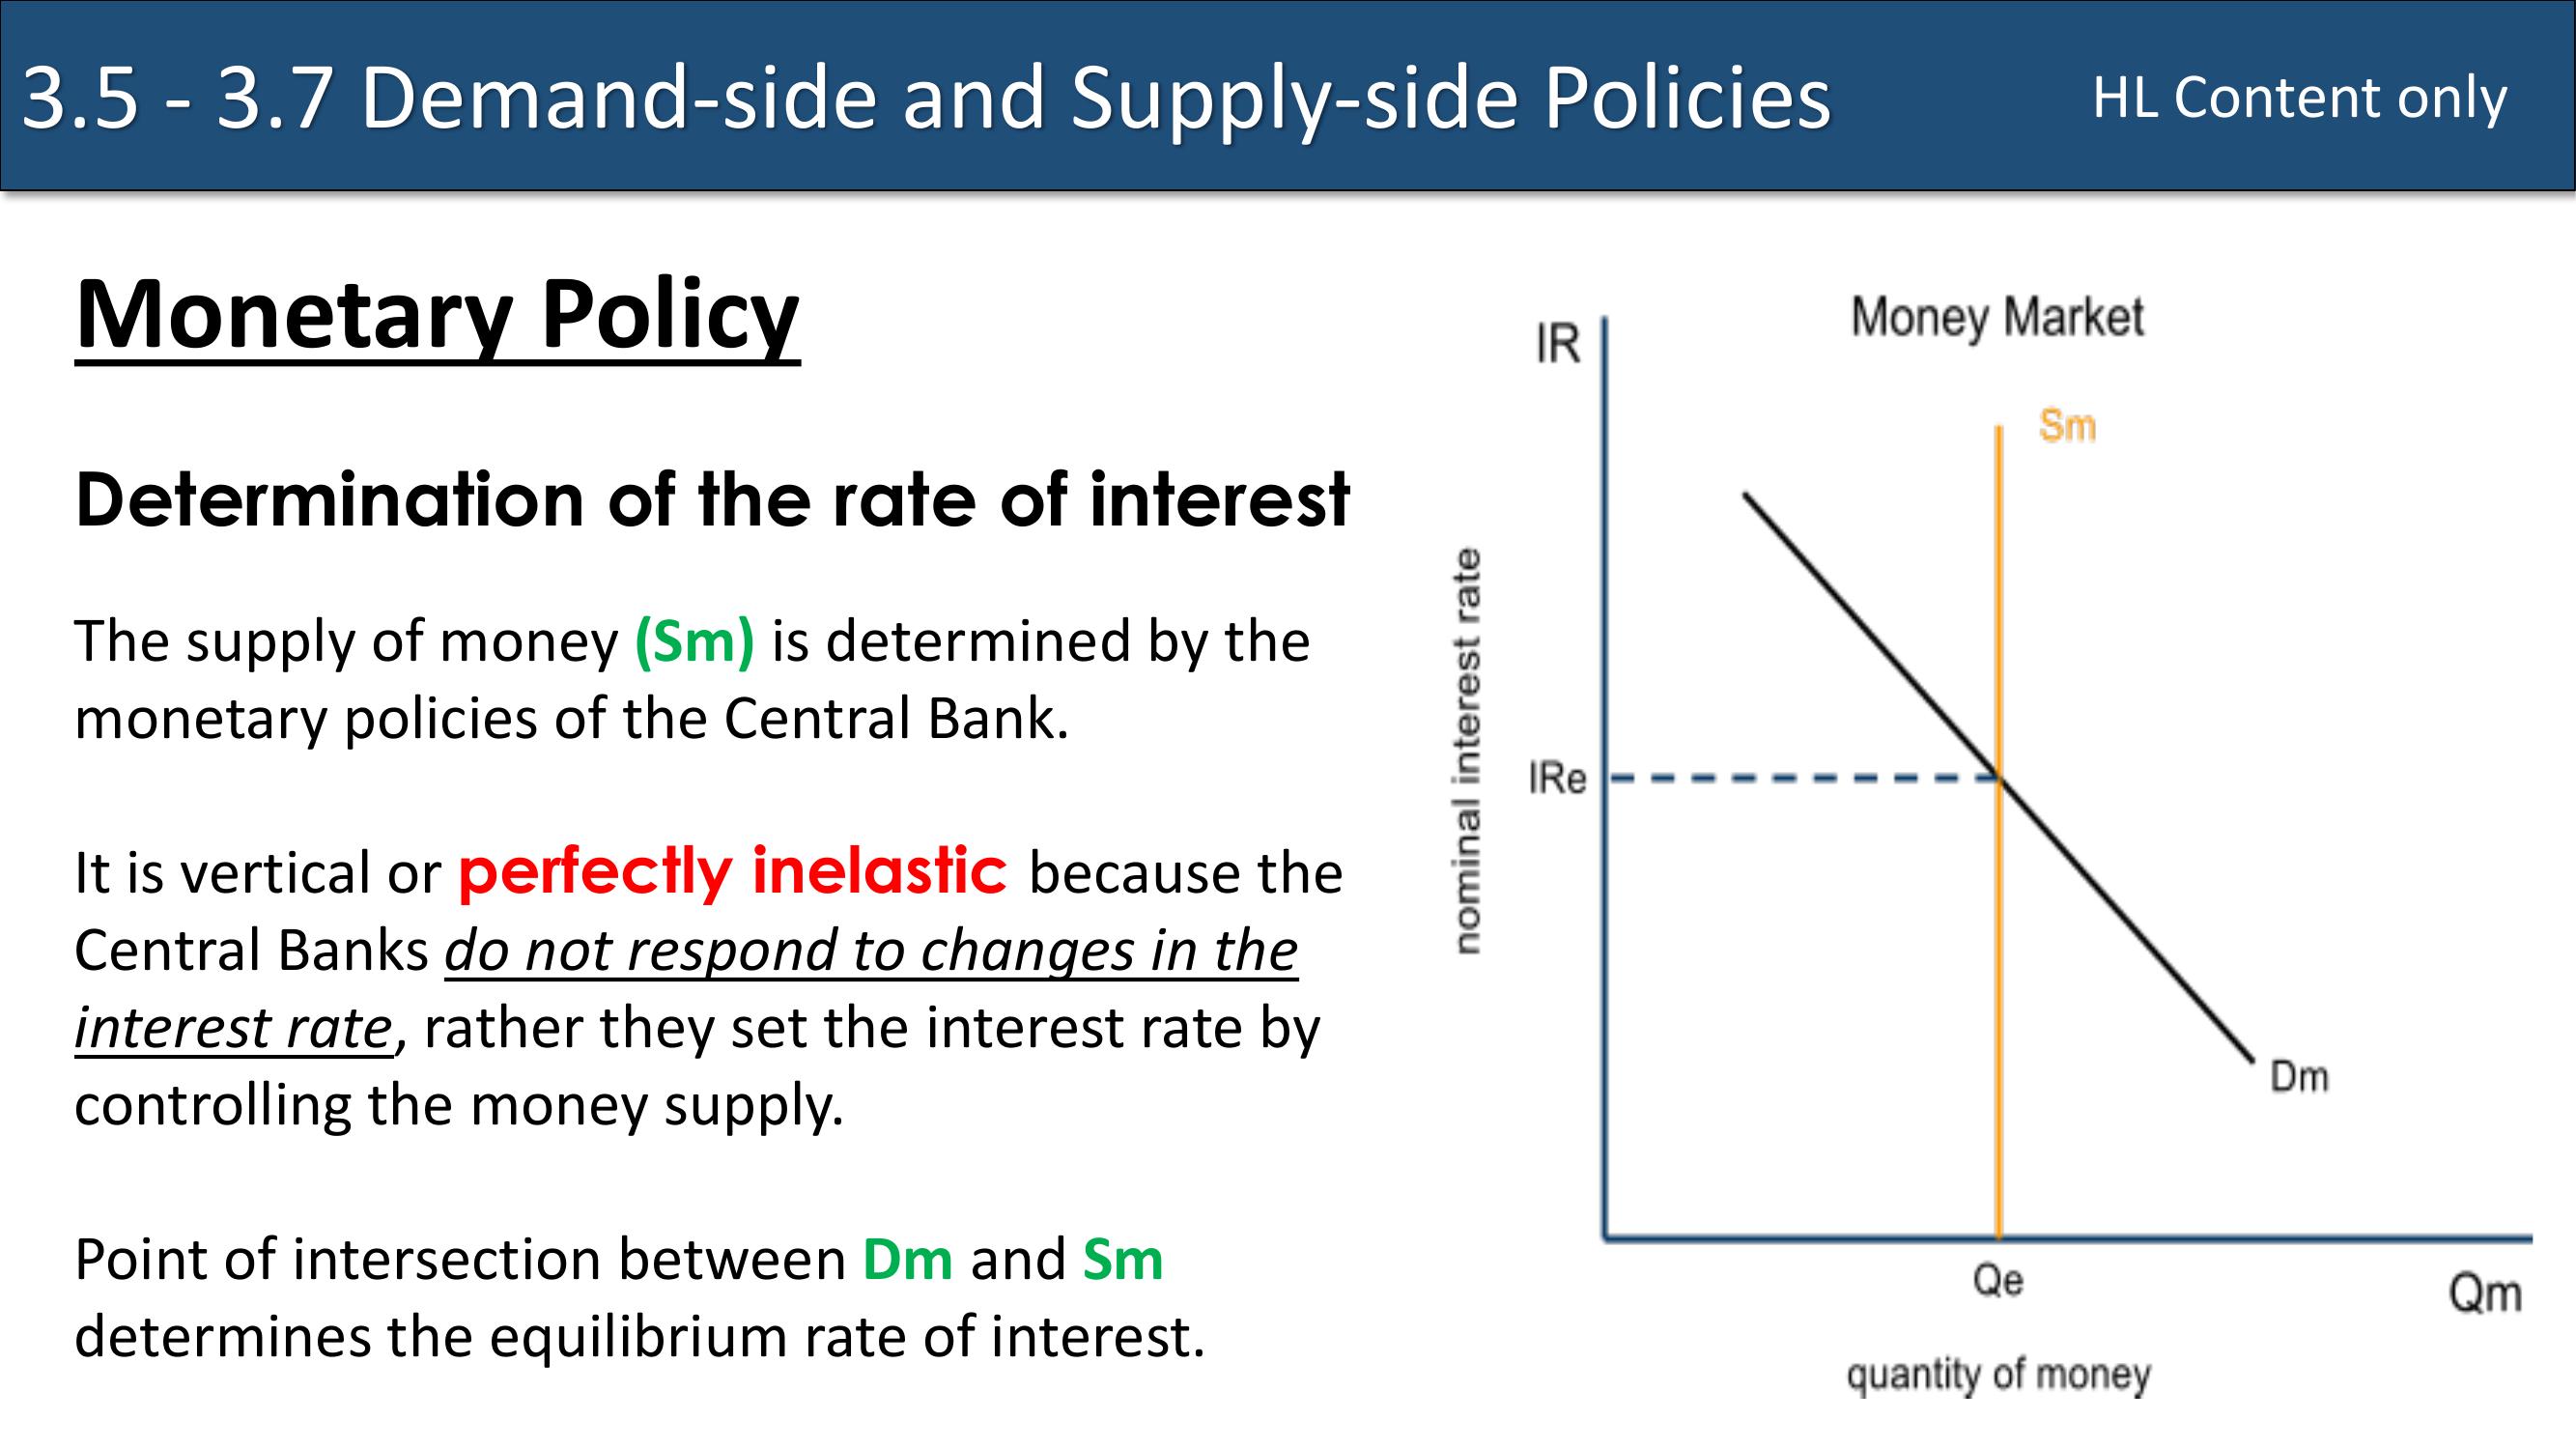 3.5 - 3.7 Demand-side and Supply-side Policies
HL Content only
Monetary Policy
Determination of the rate of interest
The supply of money (Sm) is determined by the
monetary policies of the Central Bank.
It is vertical or perfectly inelastic because the
Central Banks do not respond to changes in the
interest rate, rather they set the interest rate by
controlling the money supply.
Point of intersection between Dm and Sm
determines the equilibrium rate of interest.
Money Market
IR
Sm
nominal interest rate
IRe
Dm
Qe
Qm
quantity of money